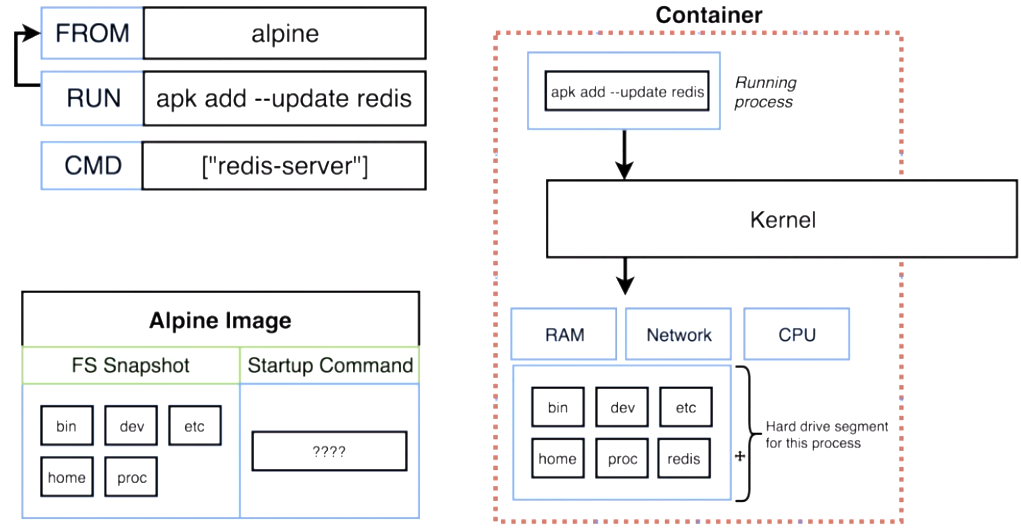 FROM alpine
RUN apk add --update redis
CMD ["redis-server"]
Alpine Image
FS Snapshot Startup Command
bin dev etc
????
home proc
Container
apk add --update redis
Running
process
Kernel
RAM Network CPU
bin dev etc
home proc redis
Hard drive segment
for this process